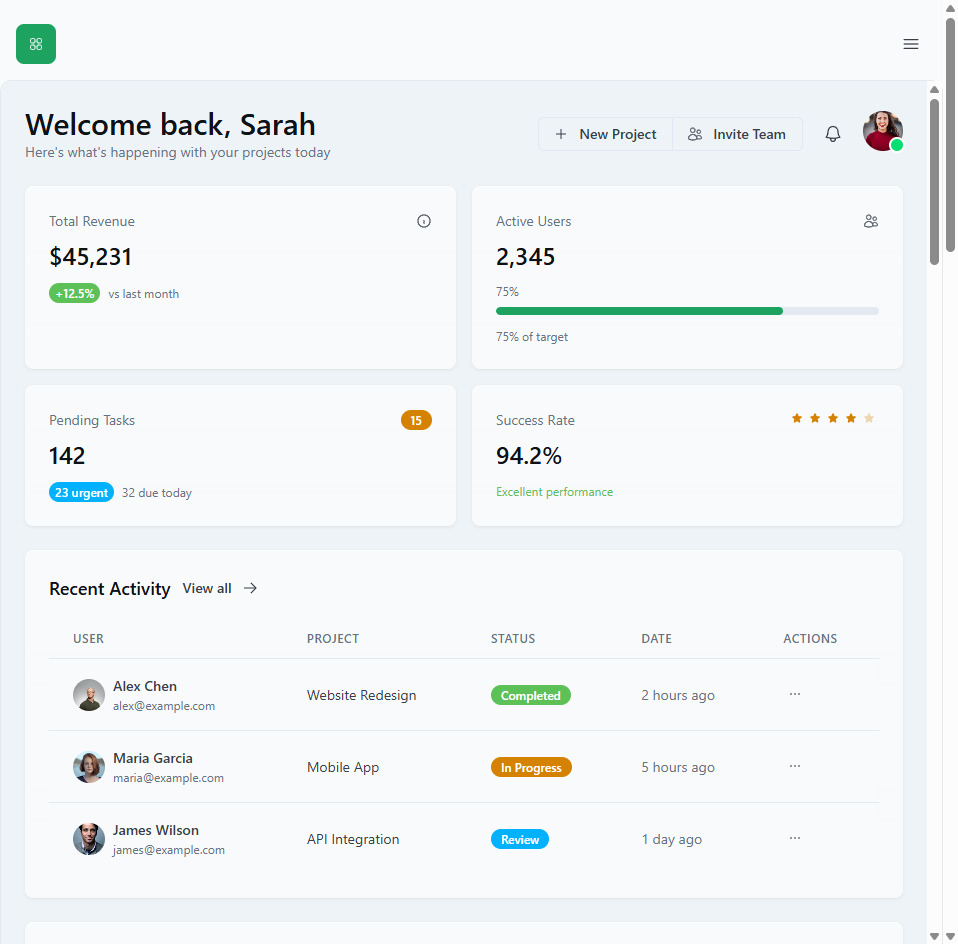 Welcome back, Sarah
Here's what's happening with your projects today
New Project
Invite Team
Total Revenue
$45,231
+12.5% vs last month
Active Users
2,345
75%
75% of target
Pending Tasks
15
142
23 urgent 32 due today
Success Rate
94.2%
Excellent performance
Recent Activity View all
USER PROJECT STATUS DATE ACTIONS
Alex Chen
alex@example.com
Website Redesign Completed 2 hours ago ...
Maria Garcia
maria@example.com
Mobile App In Progress 5 hours ago ...
James Wilson
james@example.com
API Integration Review 1 day ago ...